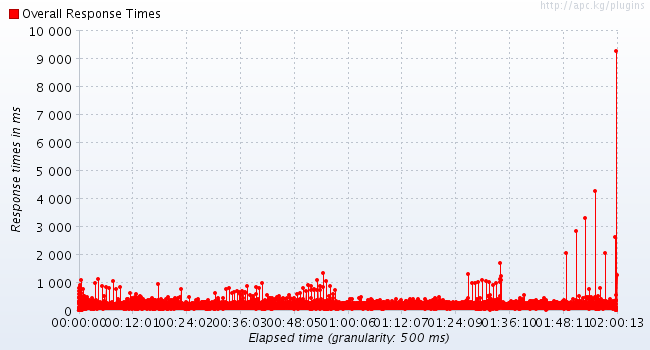 http://apc.kg/plugins
Overall Response Times
10 000
9 000
8 000
7 000
6 000
5 000
4 000
3 000
2 000
1 000
0
Response times in ms
00:00:00 00:12:01 00:24:02 00:36:03 00:48:05 01:00:06 01:12:07 01:24:09 01:36:10 01:48:11 02:00:13
Elapsed time (granularity: 500 ms)